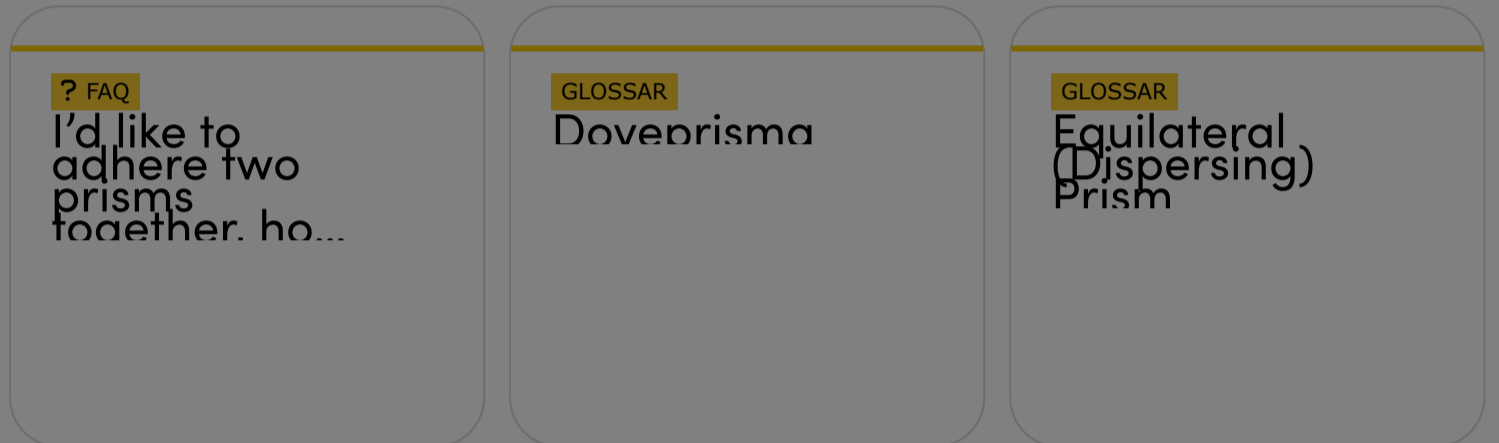 ? FAQ
I’d like to
adhere two
prisms
together, ho...
GLOSSAR
Doveprisma
GLOSSAR
Equilateral
(Dispersing)
Prism